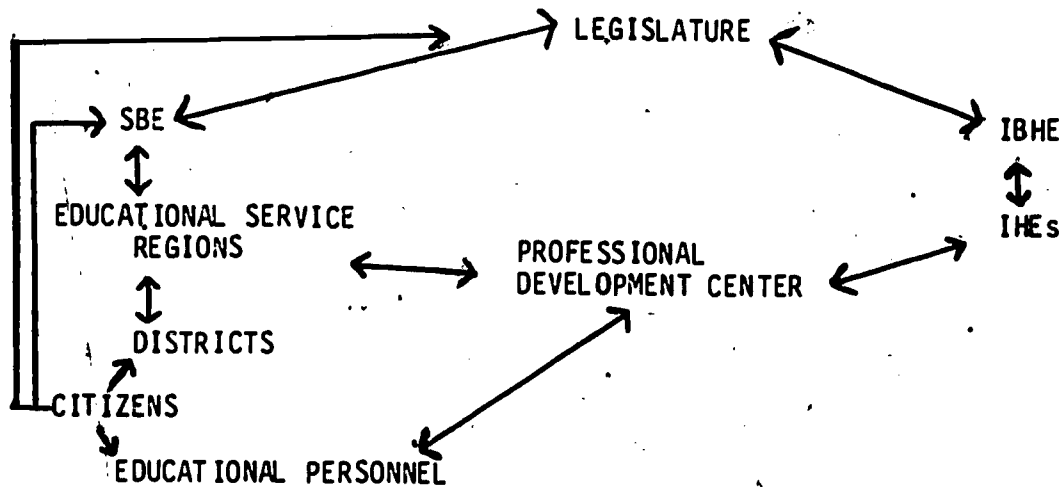 LEGISLATURE
SBE
IBHE
EDUCATIONAL SERVICE
REGIONS
IHEs
PROFESSIONAL
DEVELOPMENT CENTER
DISTRICTS
CITIZENS
EDUCATIONAL PERSONNEL